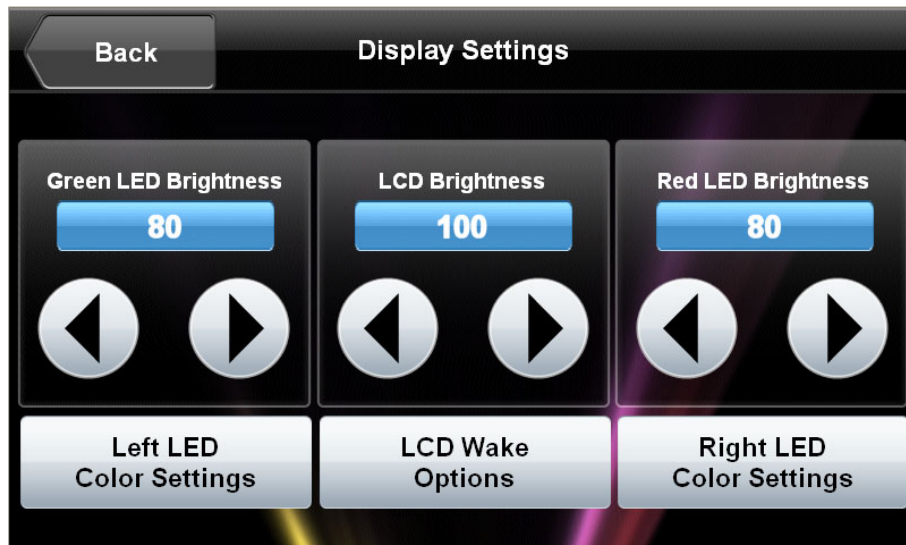 Back
Display Settings
Green LED Brightness
80
LCD Brightness
100
Red LED Brightness
80
Left LED
Color Settings
LCD Wake
Options
Right LED
Color Settings